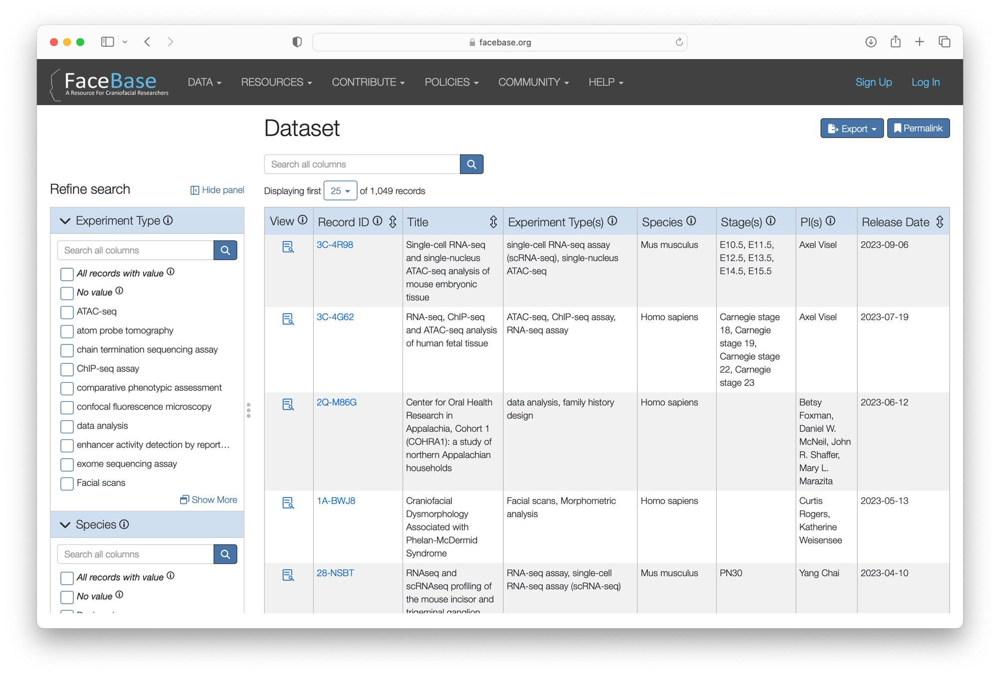 facebase.org
FaceBase
A Resource For Craniofacial Researchers
DATA
RESOURCES
CONTRIBUTE
POLICIES
COMMUNITY
HELP
Sign Up
Log In
Dataset
Export
Permalink
Search all columns
Refine search
Hide panel
Displaying first 25 of 1,049 records
Experiment Type
Search all columns
All records with value
No value
ATAC-seq
atom probe tomography
chain termination sequencing assay
ChIP-seq assay
comparative phenotypic assessment
confocal fluorescence microscopy
data analysis
enhancer activity detection by report...
exome sequencing assay
Facial scans
Show More
Species
Search all columns
All records with value
No value
View
Record ID
Title
Experiment Type(s)
Species
Stage(s)
PI(s)
Release Date
3C-4R98
Single-cell RNA-seq
and single-nucleus
ATAC-seq analysis of
mouse embryonic
tissue
single-cell RNA-seq assay
(scRNA-seq), single-nucleus
ATAC-seq
Mus musculus
E10.5, E11.5,
E12.5, E13.5,
E14.5, E15.5
Axel Visel
2023-09-06
3C-4G62
RNA-seq, ChIP-seq
and ATAC-seq analysis
of human fetal tissue
ATAC-seq, ChIP-seq assay,
RNA-seq assay
Homo sapiens
Carnegie stage
18, Carnegie
stage 19,
Carnegie stage
22, Carnegie
stage 23
Axel Visel
2023-07-19
2Q-M86G
Center for Oral Health
Research in
Appalachia, Cohort 1
(COHRA1): a study of
northern Appalachian
households
data analysis, family history
design
Homo sapiens
Betsy
Foxman,
Daniel W.
McNeil, John
R. Shaffer,
Mary L.
Marazita
2023-06-12
1A-BWJ8
Craniofacial
Dysmorphology
Associated with
Phelan-McDermid
Syndrome
Facial scans, Morphometric
analysis
Homo sapiens
Curtis
Rogers,
Katherine
Weisensee
2023-05-13
28-NSBT
RNAseq and
scRNAseq profiling of
the mouse incisor and
trigeminal ganglion
RNA-seq assay, single-cell
RNA-seq assay (scRNA-seq)
Mus musculus
PN30
Yang Chai
2023-04-10